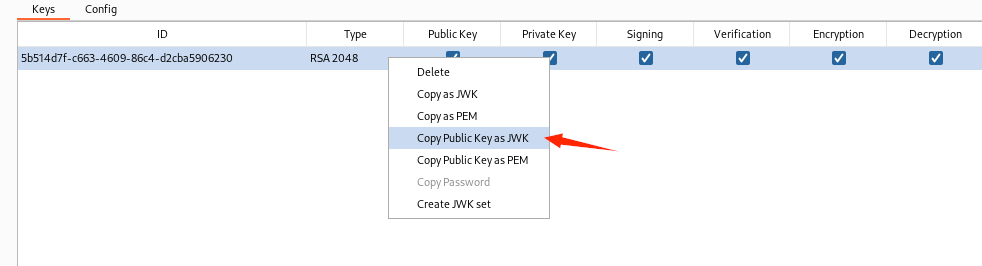 Keys Config
ID Type Public Key Private Key Signing Verification Encryption Decryption
5b514d7f-c663-4609-86c4-d2cba5906230 RSA 2048
Delete
Copy as JWK
Copy as PEM
Copy Public Key as JWK
Copy Public Key as PEM
Copy Password
Create JWK set